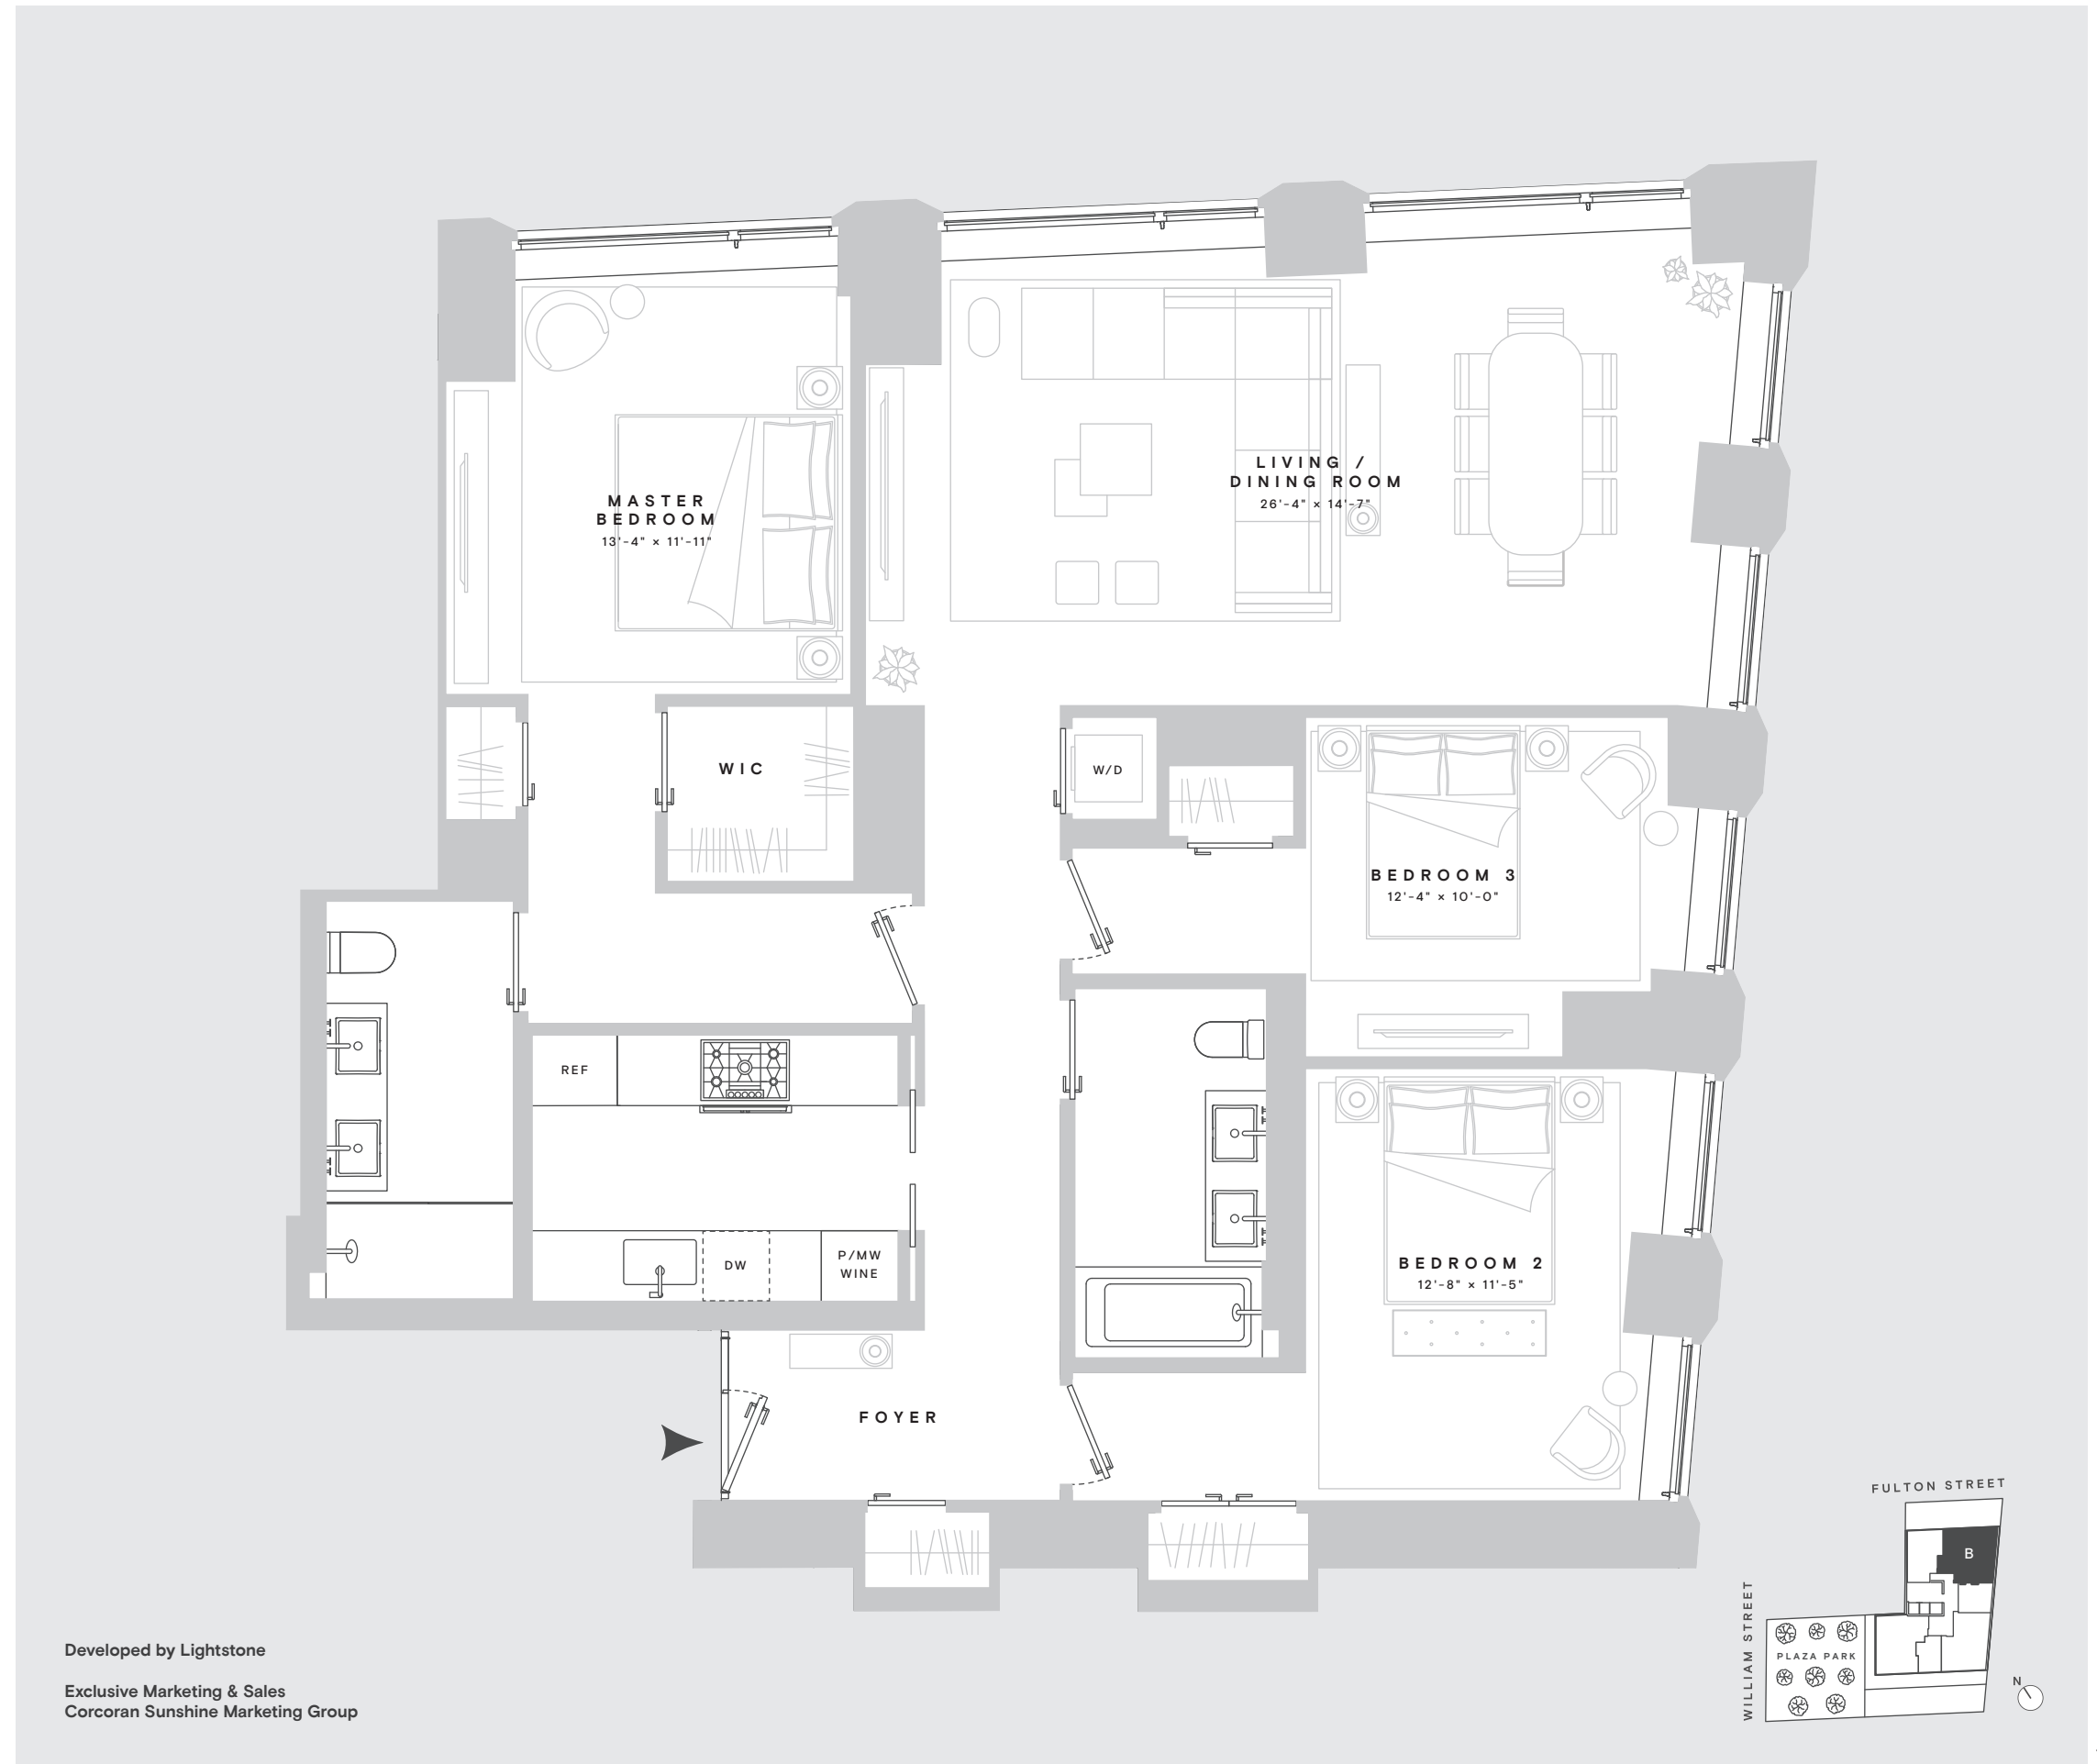 MASTER
BEDROOM
13'-4" × 11'-11"
LIVING /
DINING ROOM
26'-4" × 14'-7"
WIC
W/D
BEDROOM 3
12'-4" × 10'-0"
REF
DW
P/MW
WINE
BEDROOM 2
12'-8" × 11'-5"
FOYER
FULTON STREET
B
WILLIAM STREET
PLAZA PARK
N
Developed by Lightstone
Exclusive Marketing & Sales
Corcoran Sunshine Marketing Group